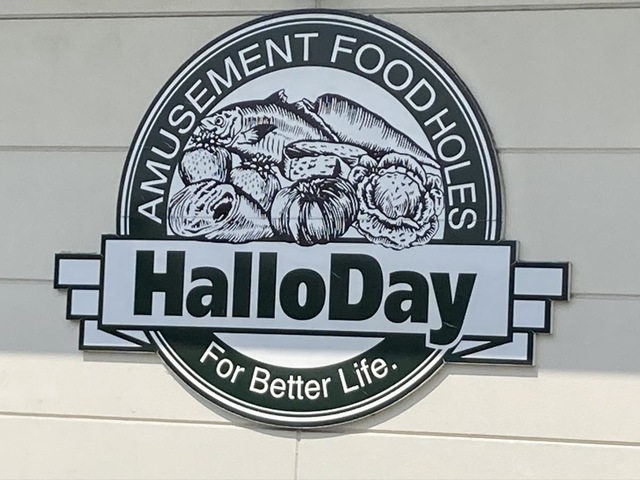 AMUSEMENT FOOD HOLES
HalloDay
For Better Life.